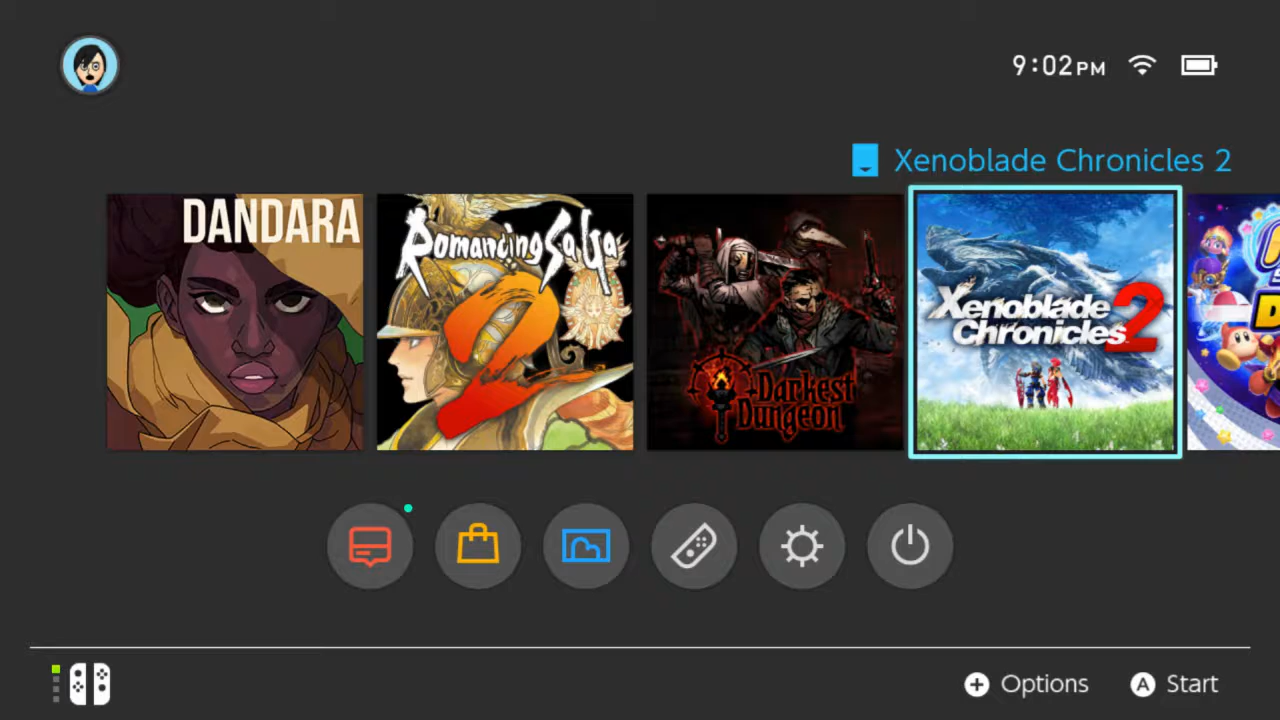 9:02PM
Xenoblade Chronicles 2
DANDARA
Romancing SaGa
2
Darkest
Dungeon
Xenoblade
Chronicles 2
Options
A Start